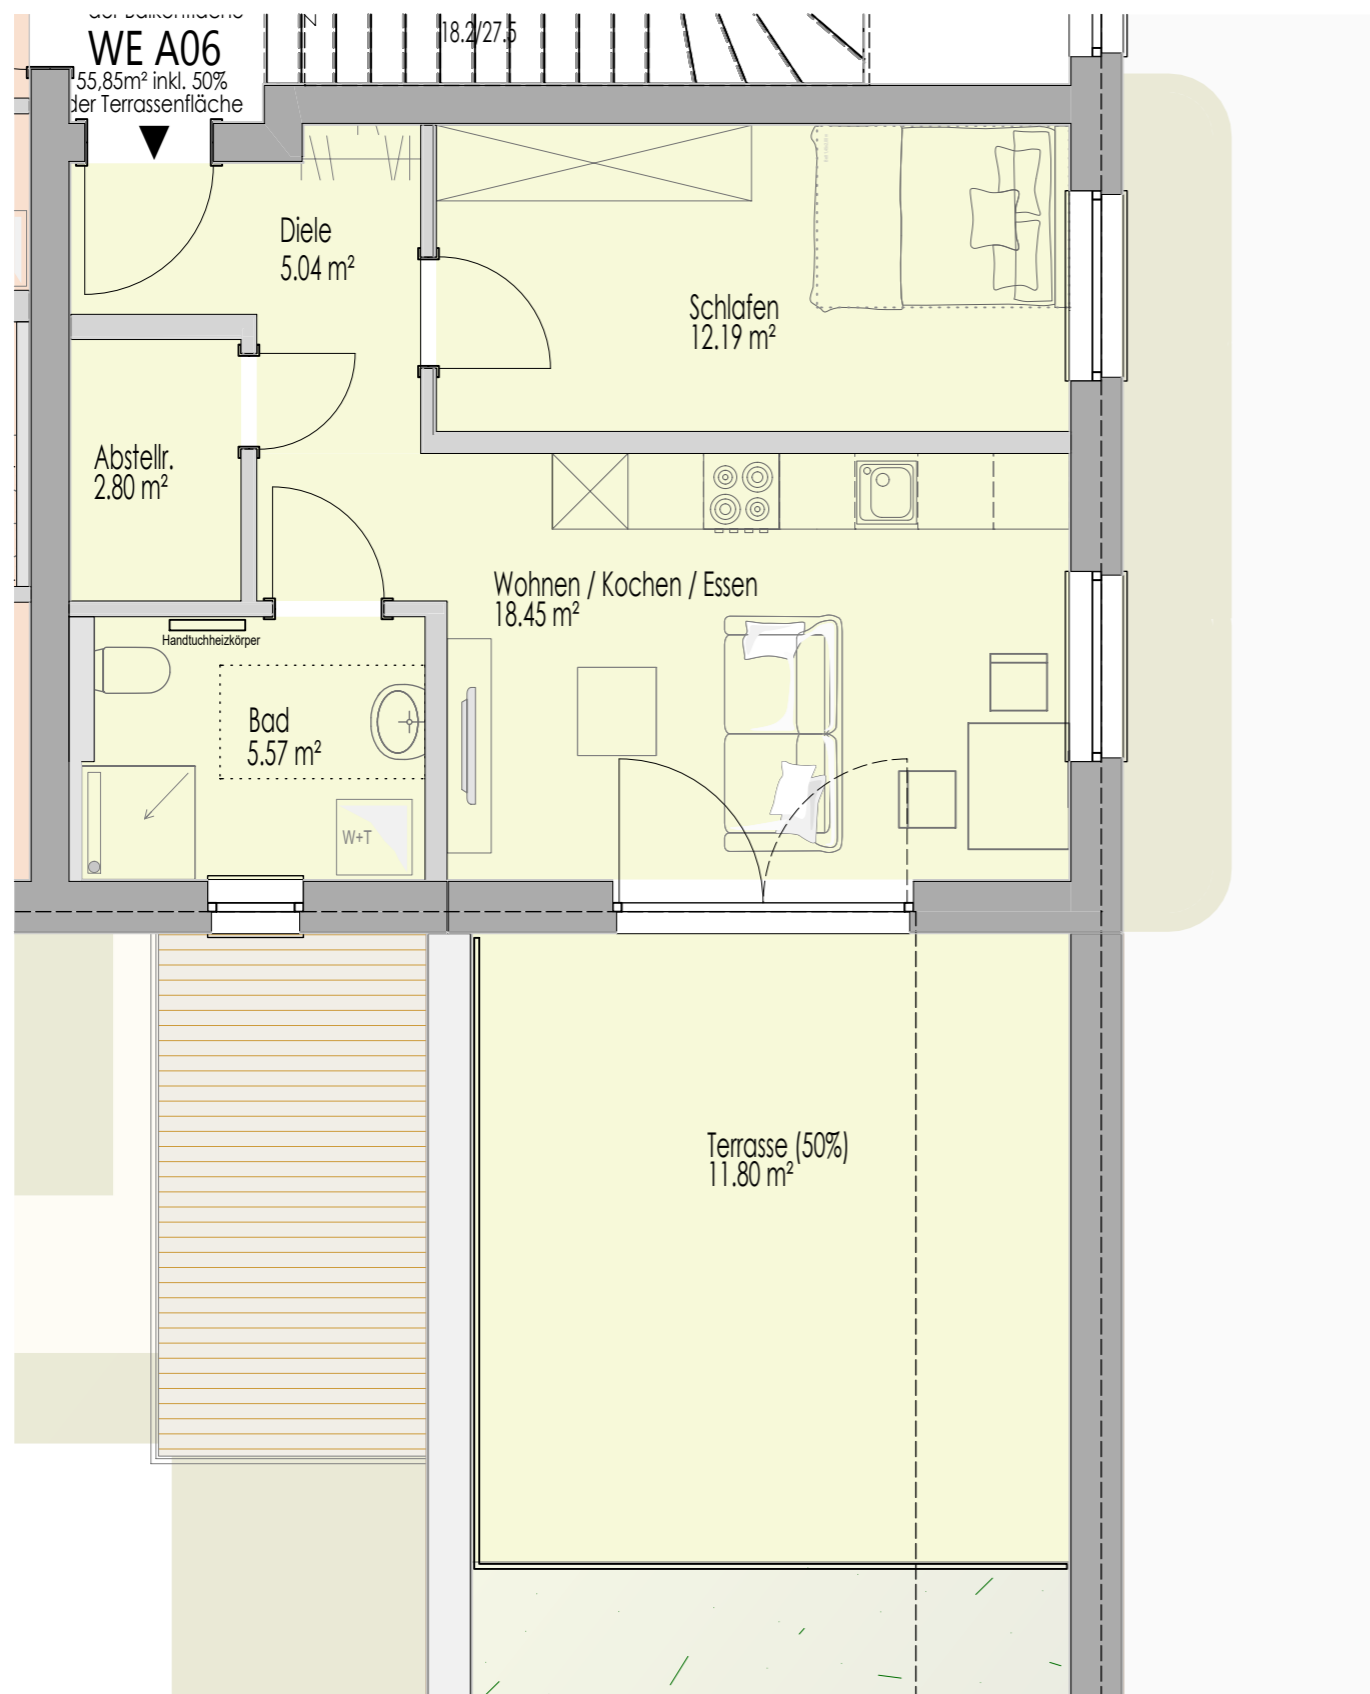 der Balkonfläche
WE A06
55,85m² inkl. 50%
der Terrassenfläche
18.2/27.5
Diele
5.04 m²
Schlafen
12.19 m²
Abstellr.
2.80 m²
Wohnen / Kochen / Essen
18.45 m²
Handtuchheizkörper
Bad
5.57 m²
W+T
Terrasse (50%)
11.80 m²